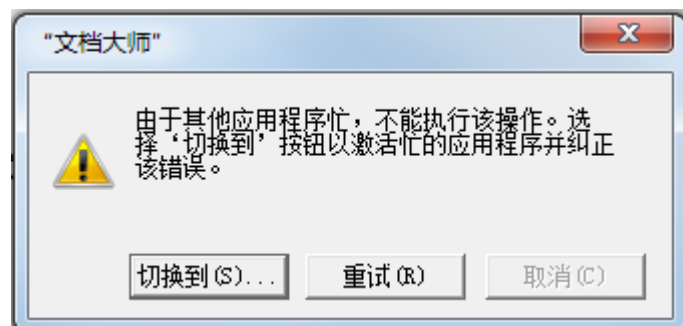 "文档大师"
由于其他应用程序忙，不能执行该操作。选
择‘切换到’按钮以激活忙的应用程序并纠正
该错误。
切换到(S)... 重试(R) 取消(C)